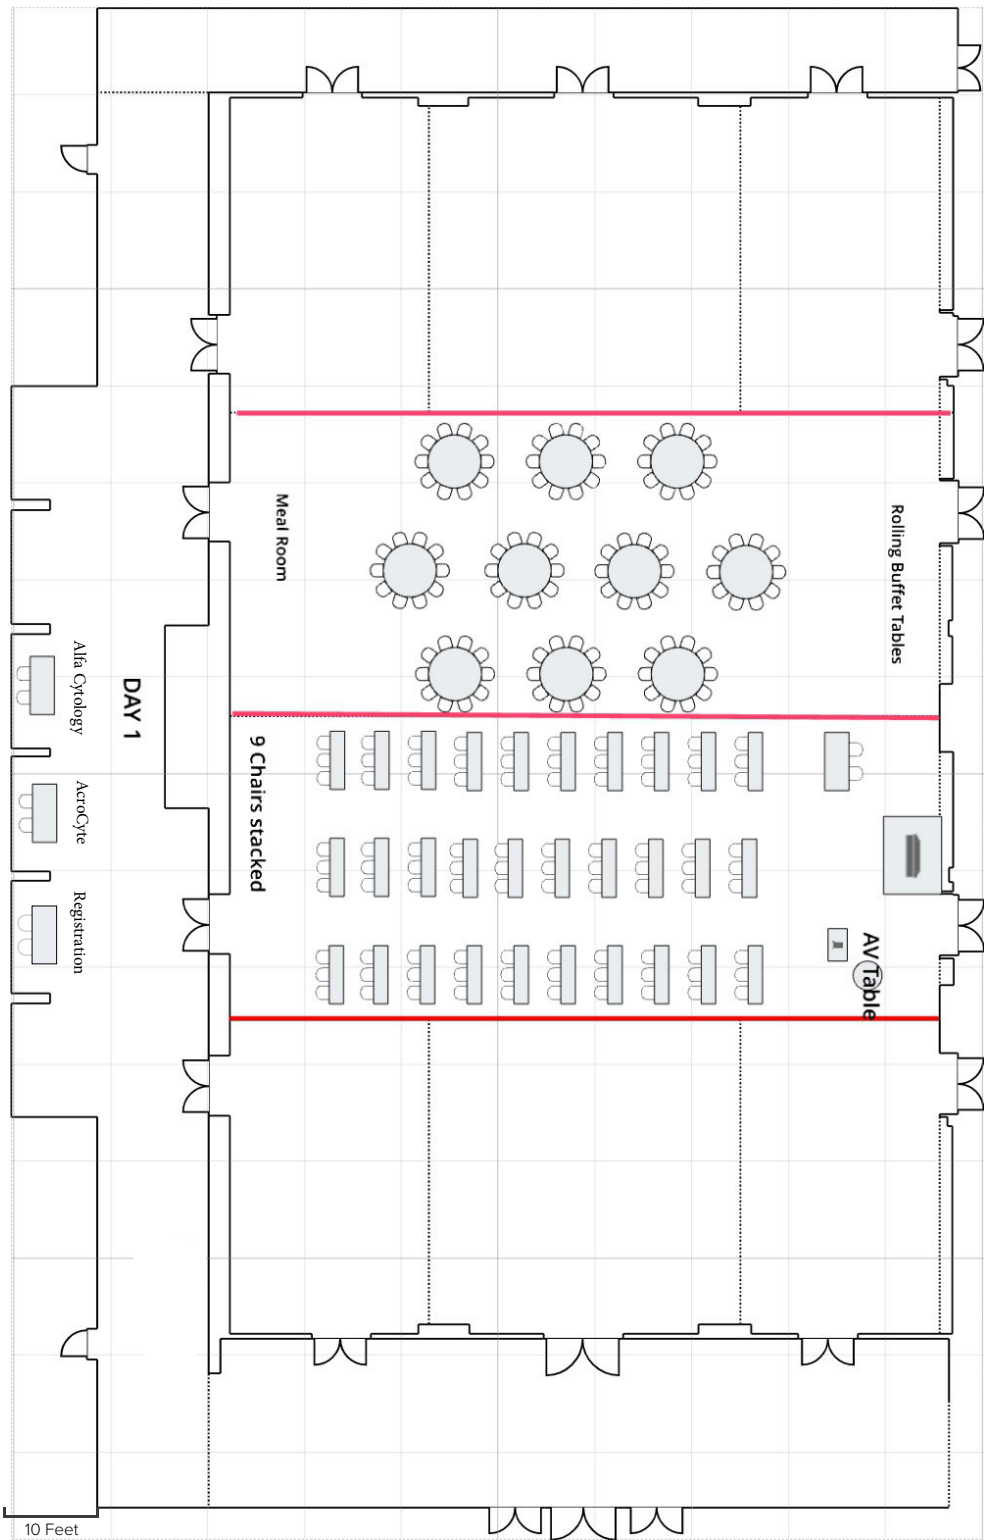 Meal Room
Rolling Buffet Tables
Alfa Cytology
DAY 1
9 Chairs stacked
AcroCyte
Registration
AV Table
10 Feet